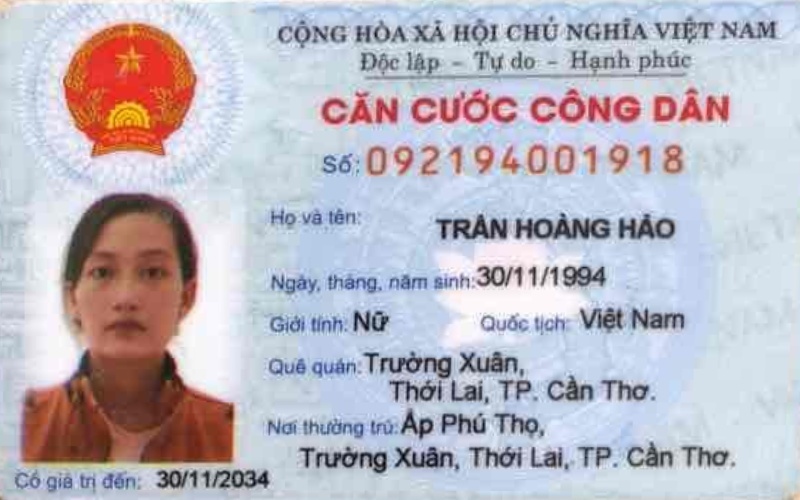 CỘNG HÒA XÃ HỘI CHỦ NGHĨA VIỆT NAM
Độc lập - Tự do - Hạnh phúc
CĂN CƯỚC CÔNG DÂN
Số: 092194001918
Họ và tên: TRẦN HOÀNG HẢO
Ngày, tháng, năm sinh: 30/11/1994
Giới tính: Nữ Quốc tịch: Việt Nam
Quê quán: Trường Xuân,
Thới Lai, TP. Cần Thơ.
Nơi thường trú: Ấp Phú Thọ,
Trường Xuân, Thới Lai, TP. Cần Thơ.
Có giá trị đến: 30/11/2034